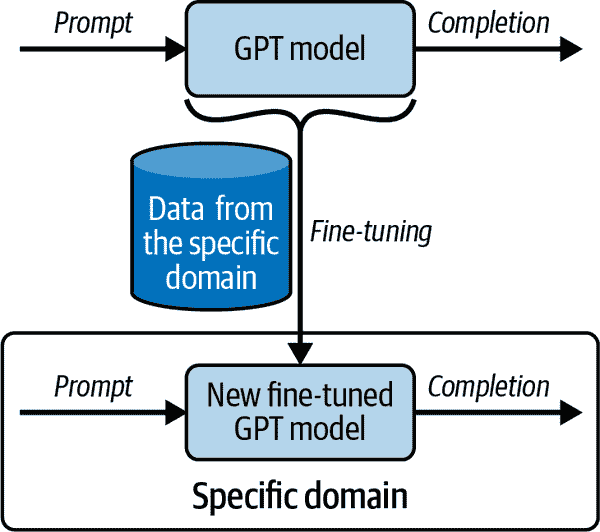 Prompt
GPT model
Completion
Data from
the specific
domain
Fine-tuning
Prompt
New fine-tuned
GPT model
Completion
Specific domain